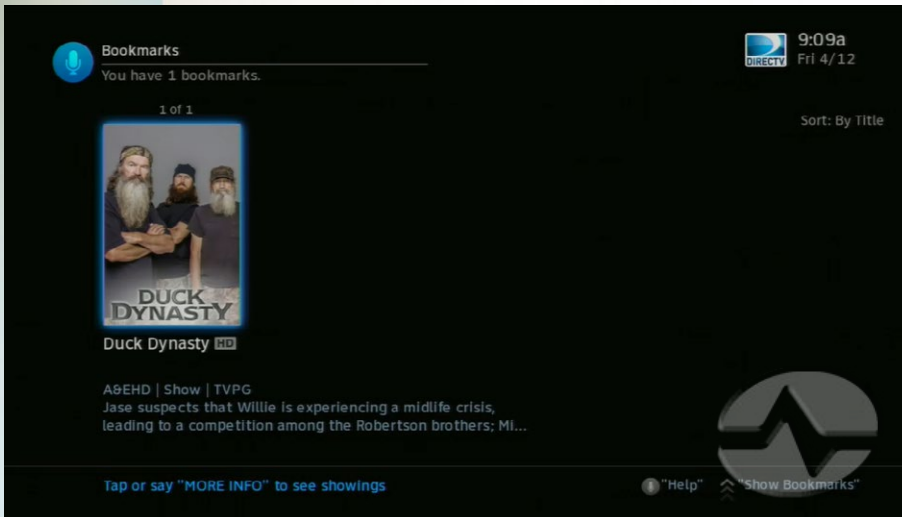 Bookmarks
You have 1 bookmarks.
DIRECTV
9:09a
Fri 4/12
1 of 1
Sort: By Title
DUCK
DYNASTY
Duck Dynasty HD
A&EHD | Show | TVPG
Jase suspects that Willie is experiencing a midlife crisis,
leading to a competition among the Robertson brothers; Mi...
Tap or say "MORE INFO" to see showings
"Help"
"Show Bookmarks"